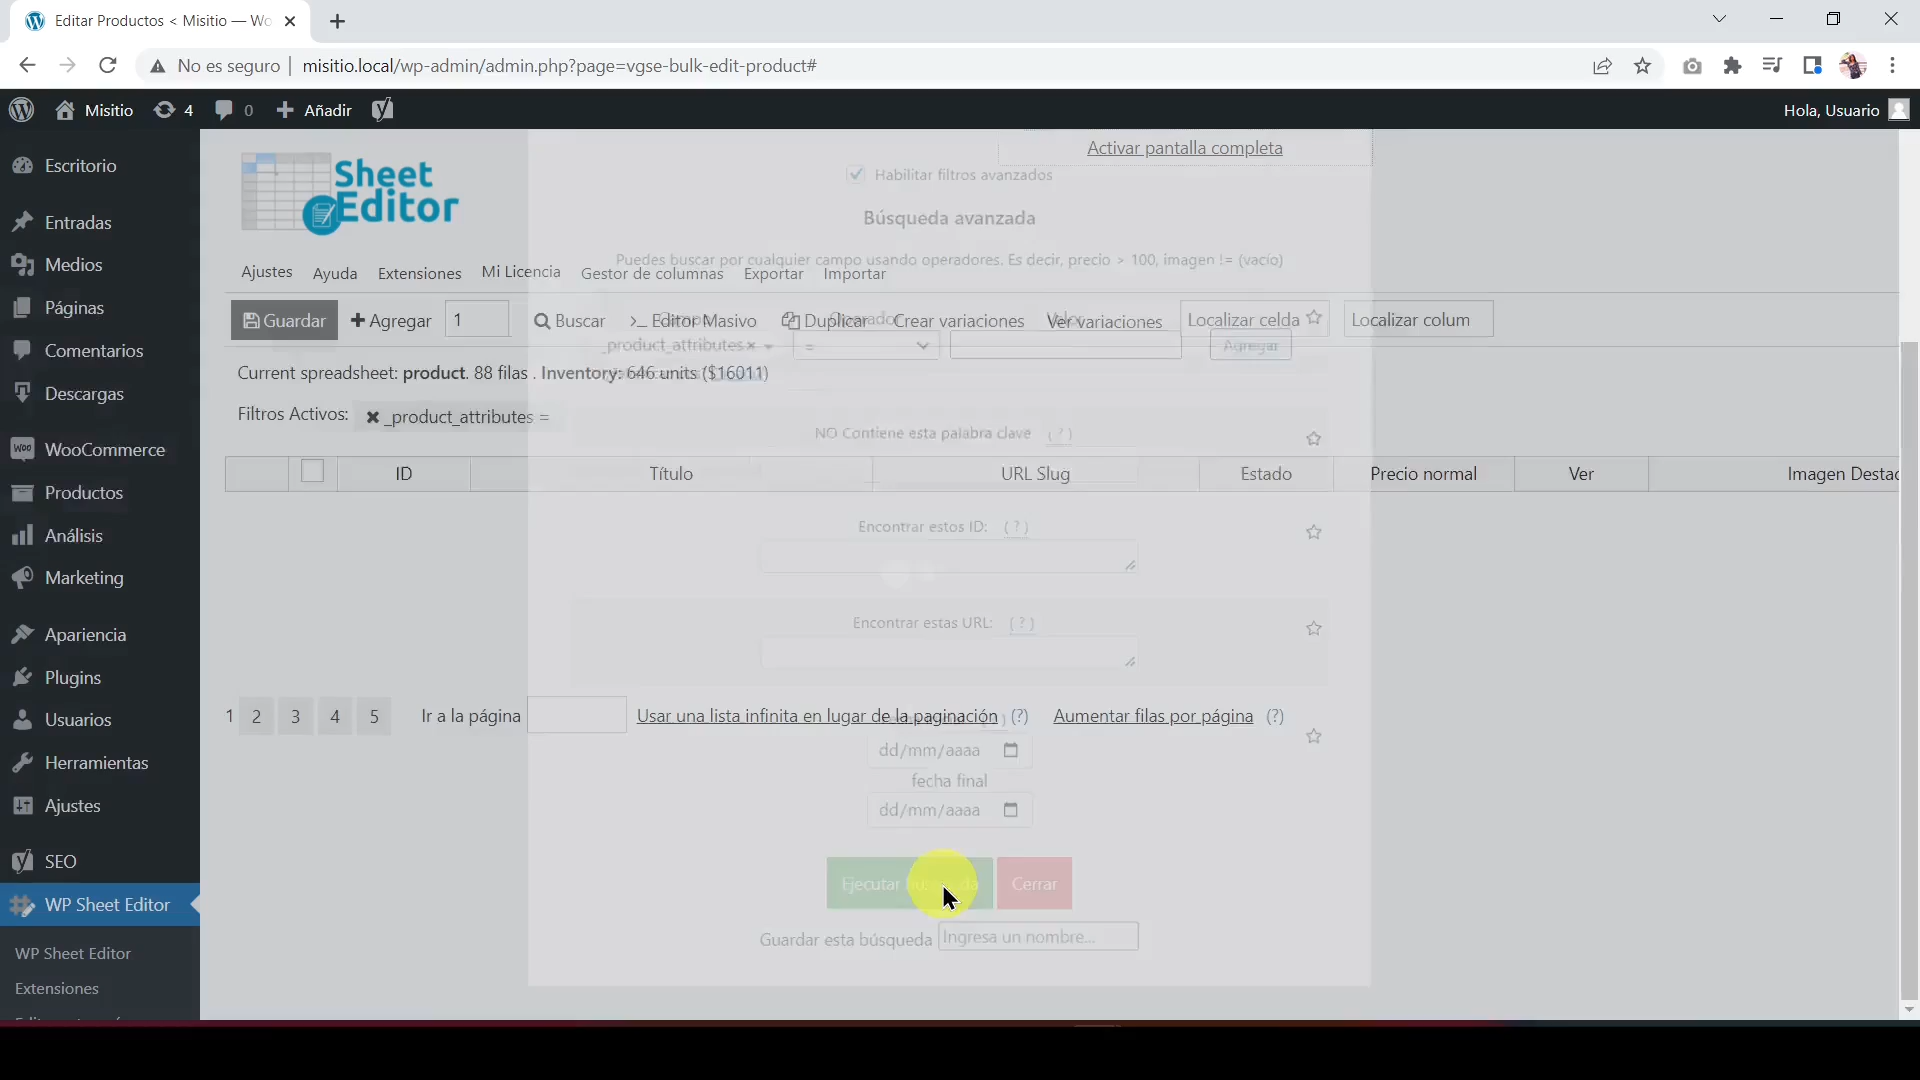 Editar Productos < Misitio — Wo
No es seguro
misitio.local/wp-admin/admin.php?page=vgse-bulk-edit-product#
Misitio
4
0
Añadir
Hola, Usuario
Escritorio
Entradas
Medios
Páginas
Comentarios
Descargas
WooCommerce
Productos
Análisis
Marketing
Apariencia
Plugins
Usuarios
Herramientas
Ajustes
SEO
WP Sheet Editor
WP Sheet Editor
Extensiones
Sheet
Editor
Activar pantalla completa
Habilitar filtros avanzados
Búsqueda avanzada
Puedes buscar por cualquier campo usando operadores. Es decir, precio > 100, imagen != (vacío)
Ajustes Ayuda Extensiones Mi Licencia Gestor de columnas Exportar Importar
Guardar Agregar 1 Buscar Editor Masivo Duplicar Crear variaciones Ver variaciones Localizar celda Localizar colum
_product_attributes = Agregar
Current spreadsheet: product. 88 filas . Inventory: 646 units ($16011)
Filtros Activos: _product_attributes =
NO Contiene esta palabra clave (?)
ID Título URL Slug Estado Precio normal Ver Imagen Destac
Encontrar estos ID: (?)
Encontrar estas URL: (?)
1 2 3 4 5 Ir a la página Usar una lista infinita en lugar de la paginación (?) Aumentar filas por página (?)
dd/mm/aaaa
fecha final
dd/mm/aaaa
Ejecutar Cerrar
Guardar esta búsqueda Ingresa un nombre...